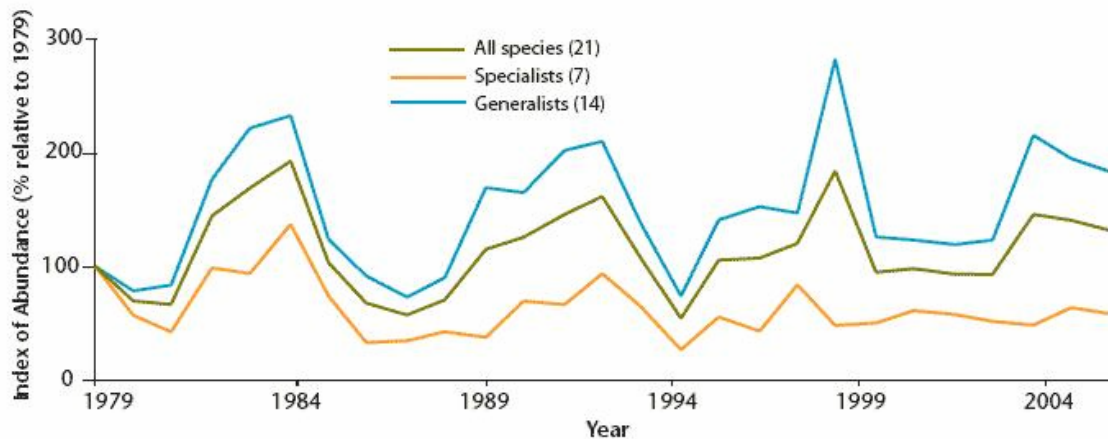 Index of Abundance (% relative to 1979)
300
200
100
0
All species (21)
Specialists (7)
Generalists (14)
1979
1984
1989
1994
1999
2004
Year